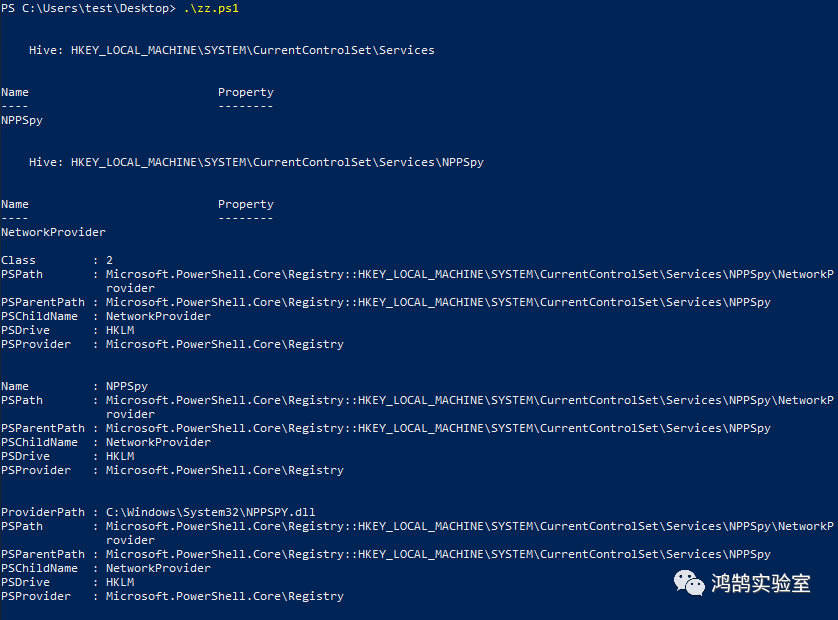 PS C:\Users\test\Desktop> .\zz.ps1
Hive: HKEY_LOCAL_MACHINE\SYSTEM\CurrentControlSet\Services
Name                           Property
----                           --------
NPPSpy
Hive: HKEY_LOCAL_MACHINE\SYSTEM\CurrentControlSet\Services\NPPSpy
Name                           Property
----                           --------
NetworkProvider
Class        : 2
PSPath       : Microsoft.PowerShell.Core\Registry::HKEY_LOCAL_MACHINE\SYSTEM\CurrentControlSet\Services\NPPSpy\NetworkP
rovider
PSParentPath : Microsoft.PowerShell.Core\Registry::HKEY_LOCAL_MACHINE\SYSTEM\CurrentControlSet\Services\NPPSpy
PSChildName  : NetworkProvider
PSDrive      : HKLM
PSProvider   : Microsoft.PowerShell.Core\Registry
Name         : NPPSpy
PSPath       : Microsoft.PowerShell.Core\Registry::HKEY_LOCAL_MACHINE\SYSTEM\CurrentControlSet\Services\NPPSpy\NetworkP
rovider
PSParentPath : Microsoft.PowerShell.Core\Registry::HKEY_LOCAL_MACHINE\SYSTEM\CurrentControlSet\Services\NPPSpy
PSChildName  : NetworkProvider
PSDrive      : HKLM
PSProvider   : Microsoft.PowerShell.Core\Registry
ProviderPath : C:\Windows\System32\NPPSPY.dll
PSPath       : Microsoft.PowerShell.Core\Registry::HKEY_LOCAL_MACHINE\SYSTEM\CurrentControlSet\Services\NPPSpy\NetworkP
rovider
PSParentPath : Microsoft.PowerShell.Core\Registry::HKEY_LOCAL_MACHINE\SYSTEM\CurrentControlSet\Services\NPPSpy
PSChildName  : NetworkProvider
PSDrive      : HKLM
PSProvider   : Microsoft.PowerShell.Core\Registry
鸿鹄实验室